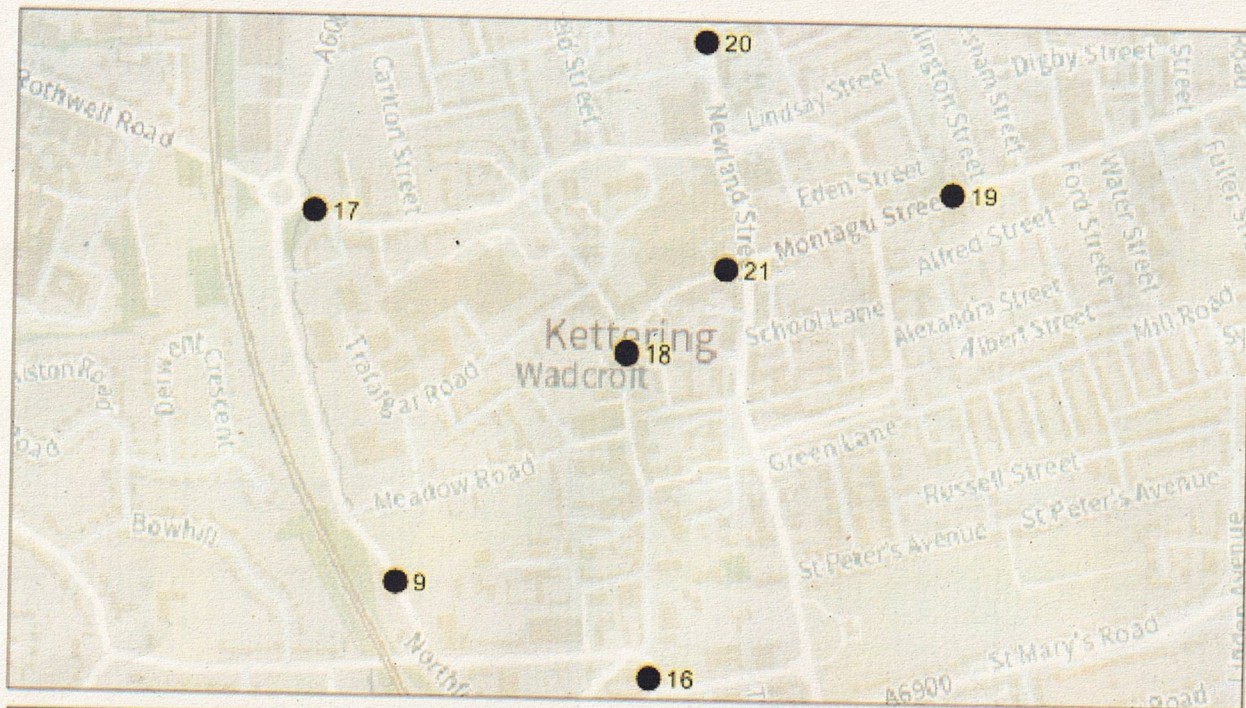 20
A600
Rothwell Road
Carlton Street
Lindsay Street
Digby Street
Street
Newland Street
Eden Street
19
17
Montagu Street
Ford Street
Water Street
Fuller
Alfred Street
21
School Lane
Alexandra Street
Albert Street
Mill Road
Kettering
18
Wadcroft
Trafalgar Road
Crescent
Road
Green Lane
Meadow Road
Russell Street
St Peter's Avenue
Bowhill
St Peter's Avenue
9
St Mary's Road
16
A6900
Road